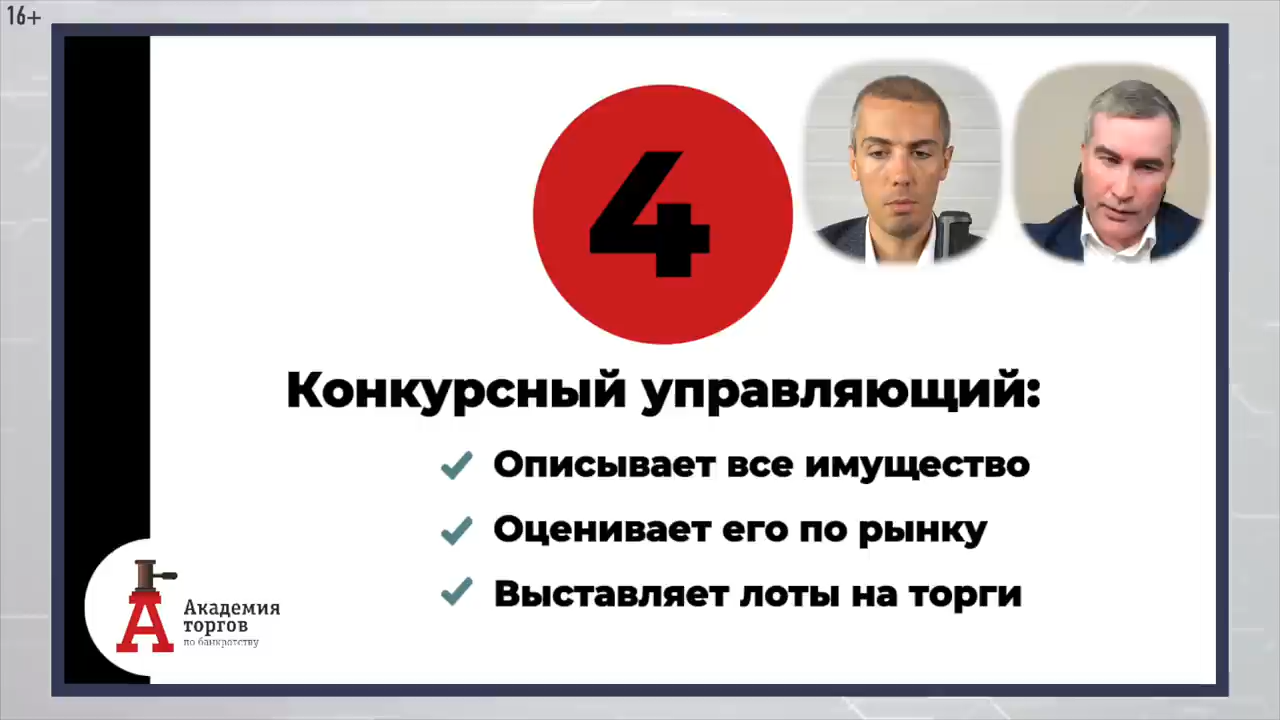 16+
4
Конкурсный управляющий:
Описывает все имущество
Оценивает его по рынку
Выставляет лоты на торги
Академия
торгов
по банкротству